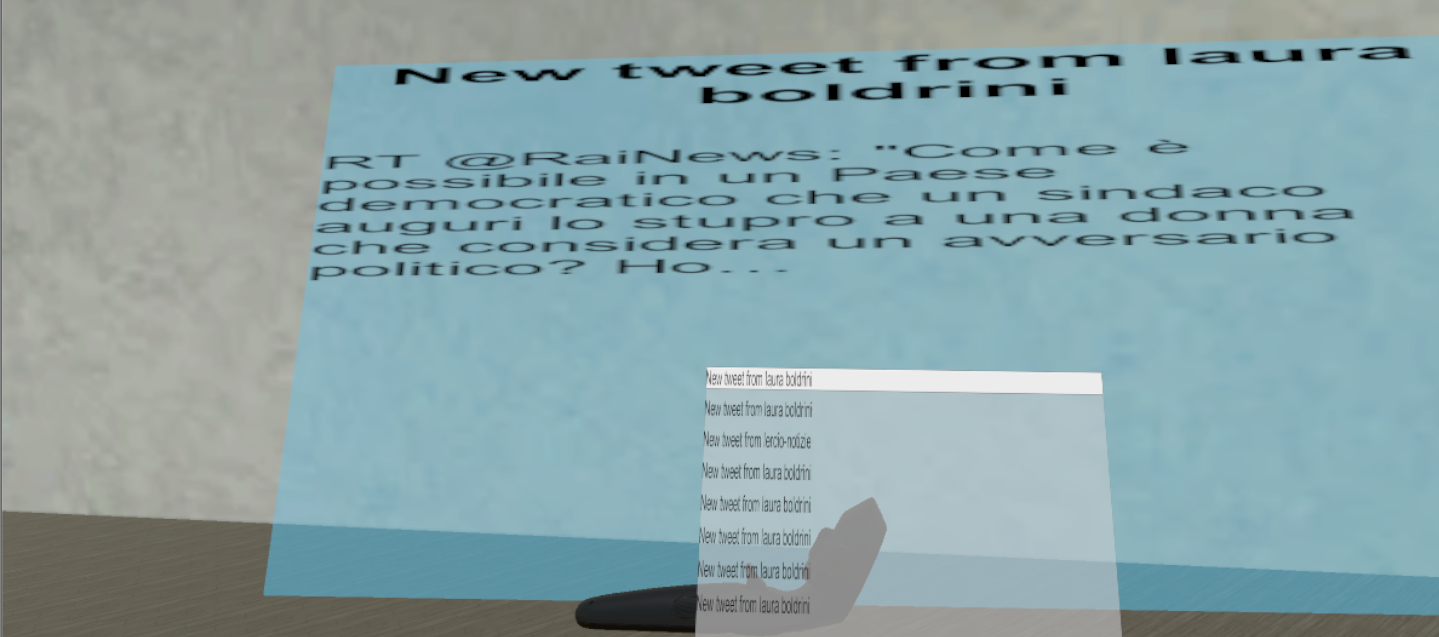 New tweet from laura
boldrini
RT @RaiNews: "Come è
possibile in un Paese
democratico che un sindaco
auguri lo stupro a una donna
che considera un avversario
politico? Ho...
New tweet from laura boldrini
New tweet from laura boldrini
New tweet from lercio-notizie
New tweet from laura boldrini
New tweet from laura boldrini
New tweet from laura boldrini
New tweet from laura boldrini
New tweet from laura boldrini